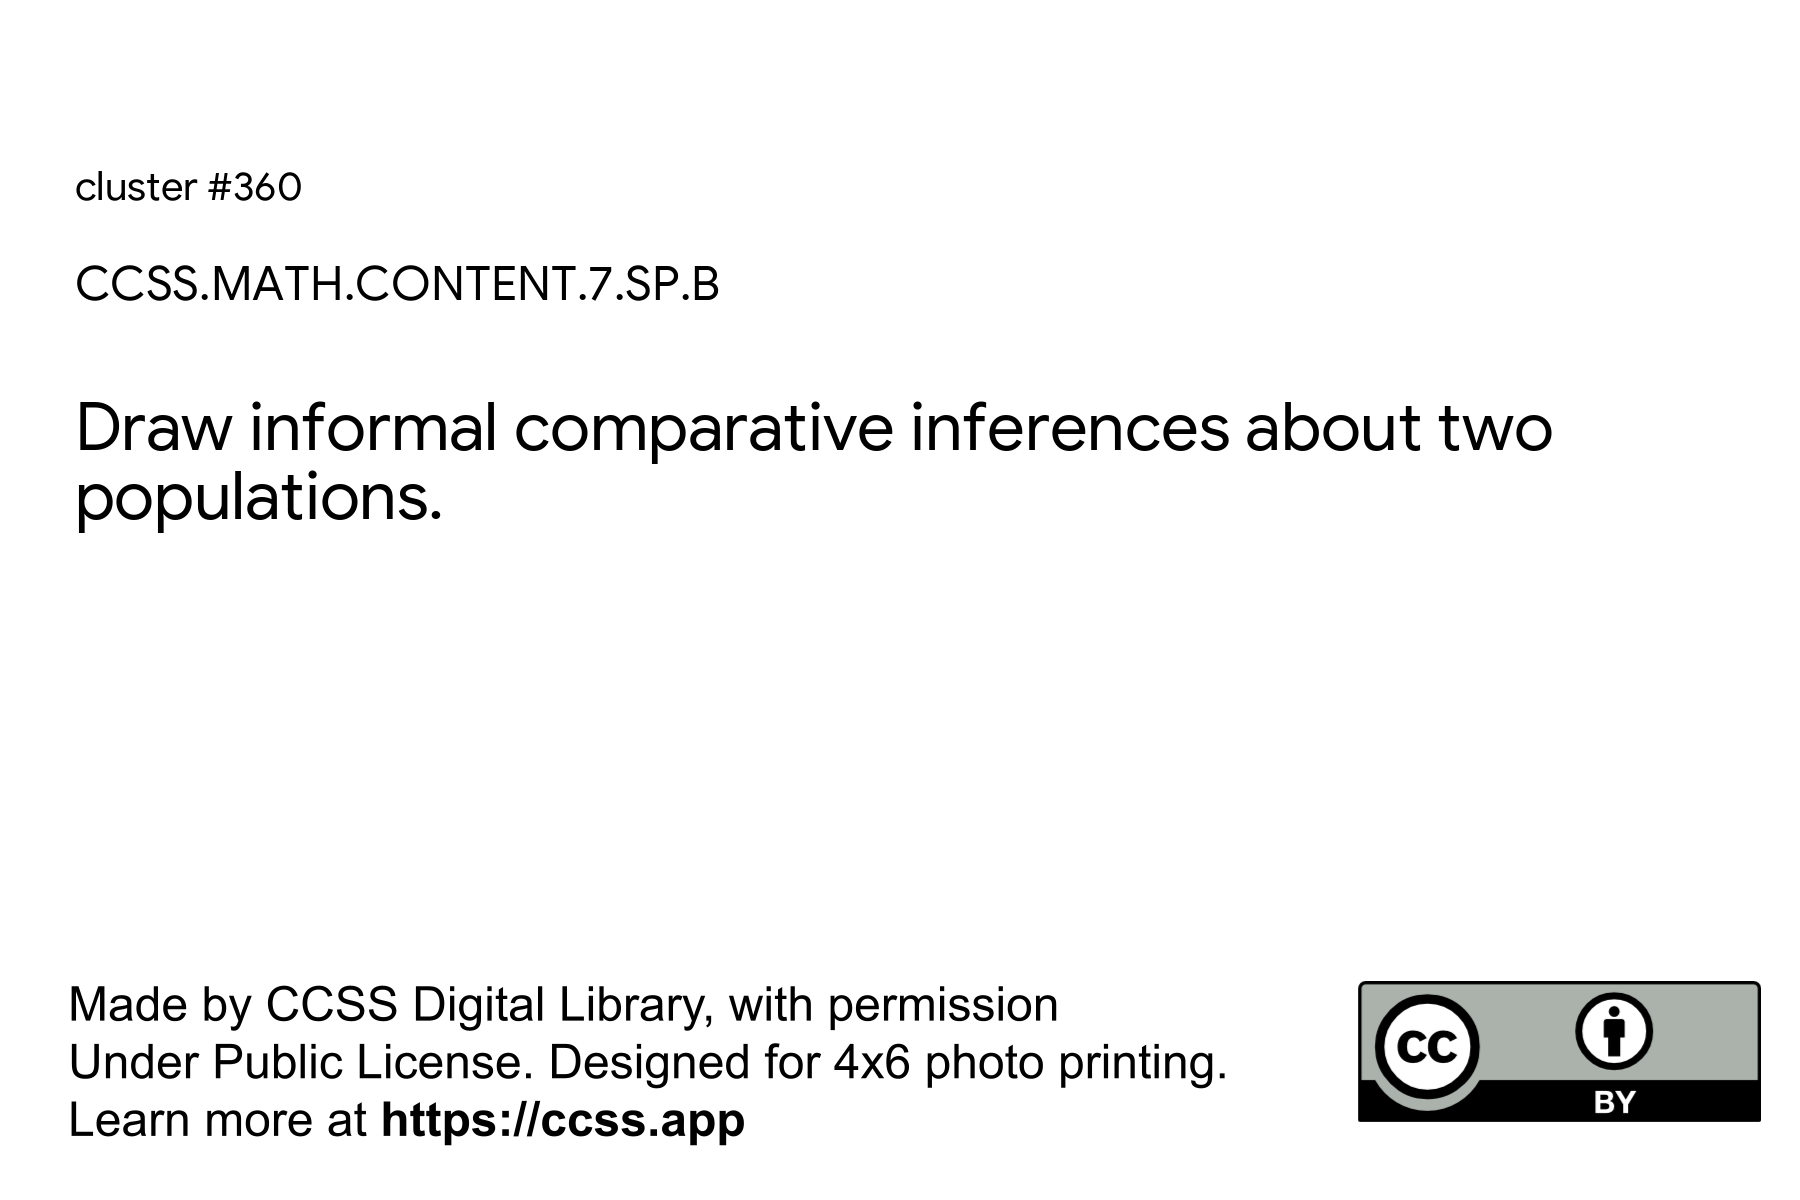 cluster #360
CCSS.MATH.CONTENT.7.SP.B
Draw informal comparative inferences about two
populations.
Made by CCSS Digital Library, with permission
Under Public License. Designed for 4x6 photo printing.
Learn more at https://ccss.app
cc
BY